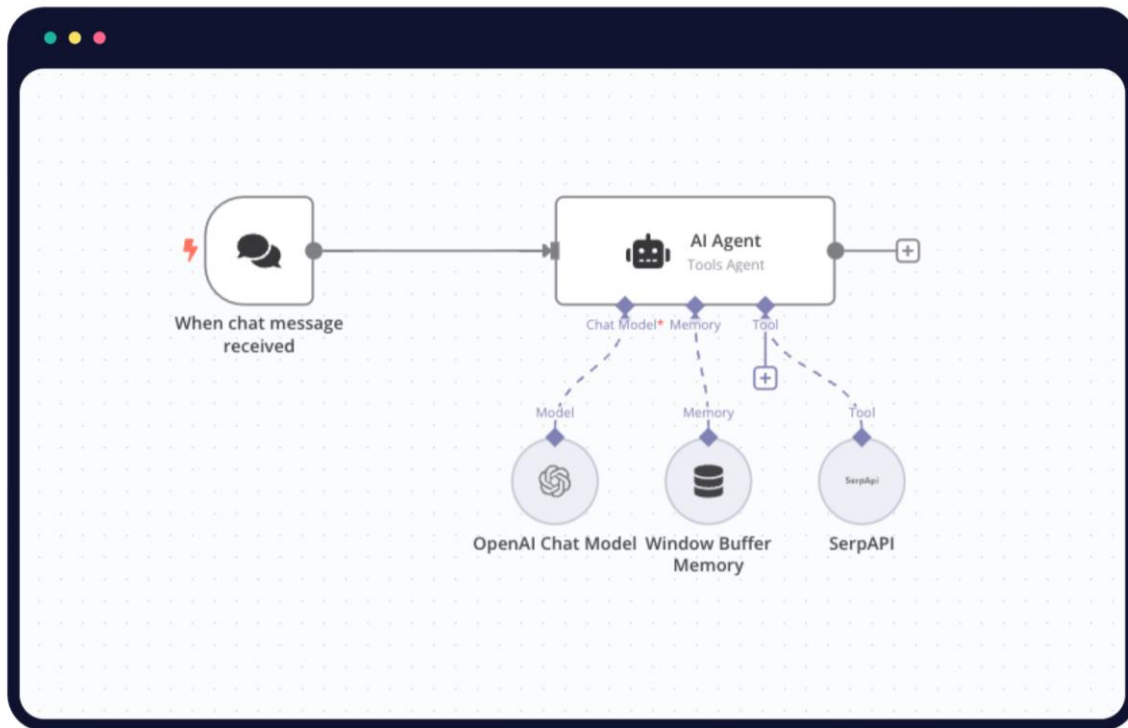 AI Agent
Tools Agent
When chat message
received
Chat Model* Memory Tool
Model Memory Tool
SerpApi
OpenAI Chat Model
Window Buffer
Memory
SerpAPI